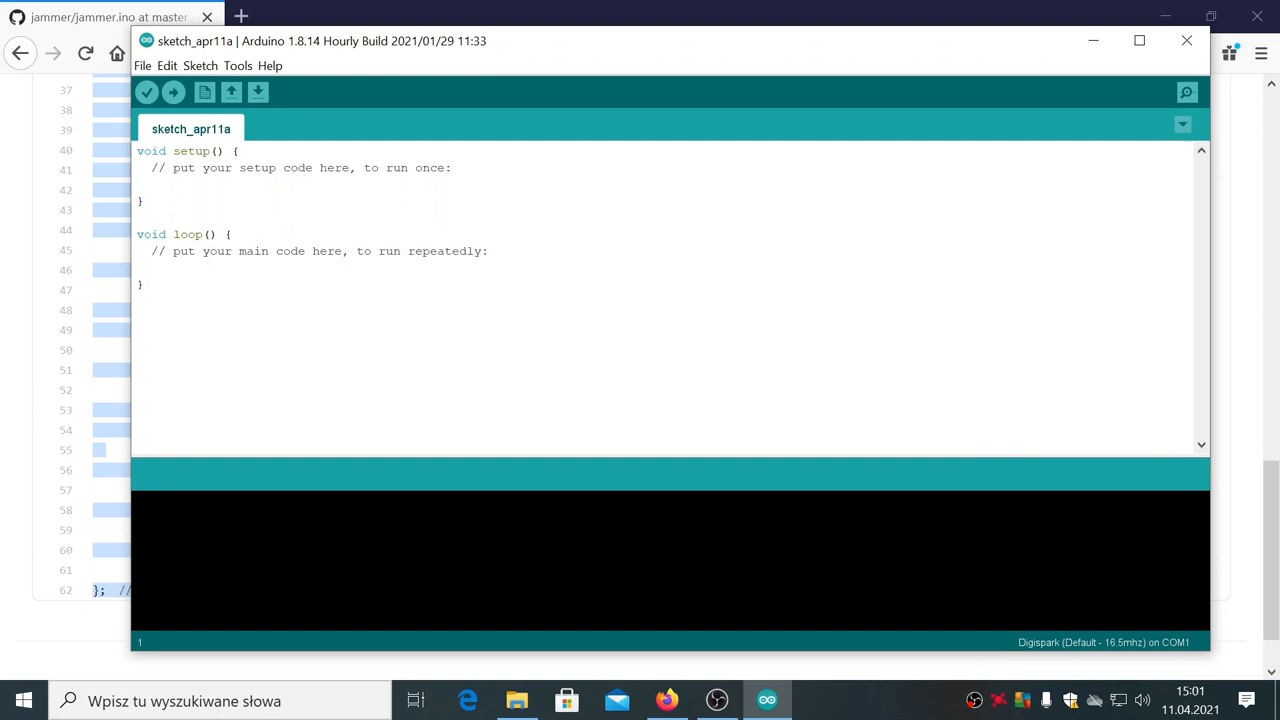 jammer/jammer.ino at master
sketch_apr11a | Arduino 1.8.14 Hourly Build 2021/01/29 11:33
File Edit Sketch Tools Help
sketch_apr11a
37
38
39
40
41
42
43
44
45
46
47
48
49
50
51
52
53
54
55
56
57
58
59
60
61
62 }; //
void setup() {
// put your setup code here, to run once:
}
void loop() {
// put your main code here, to run repeatedly:
}
1
Digispark (Default - 16.5mhz) on COM1
Wpisz tu wyszukiwane słowa
15:01
11.04.2021